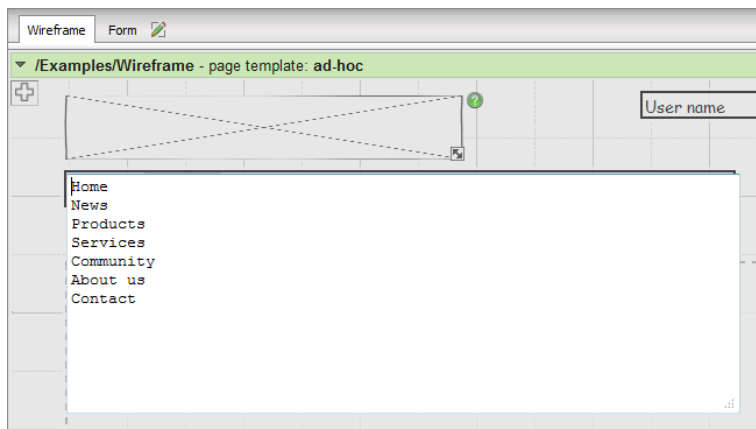 Wireframe Form
/Examples/Wireframe - page template: ad-hoc
?
User name
Home
News
Products
Services
Community
About us
Contact